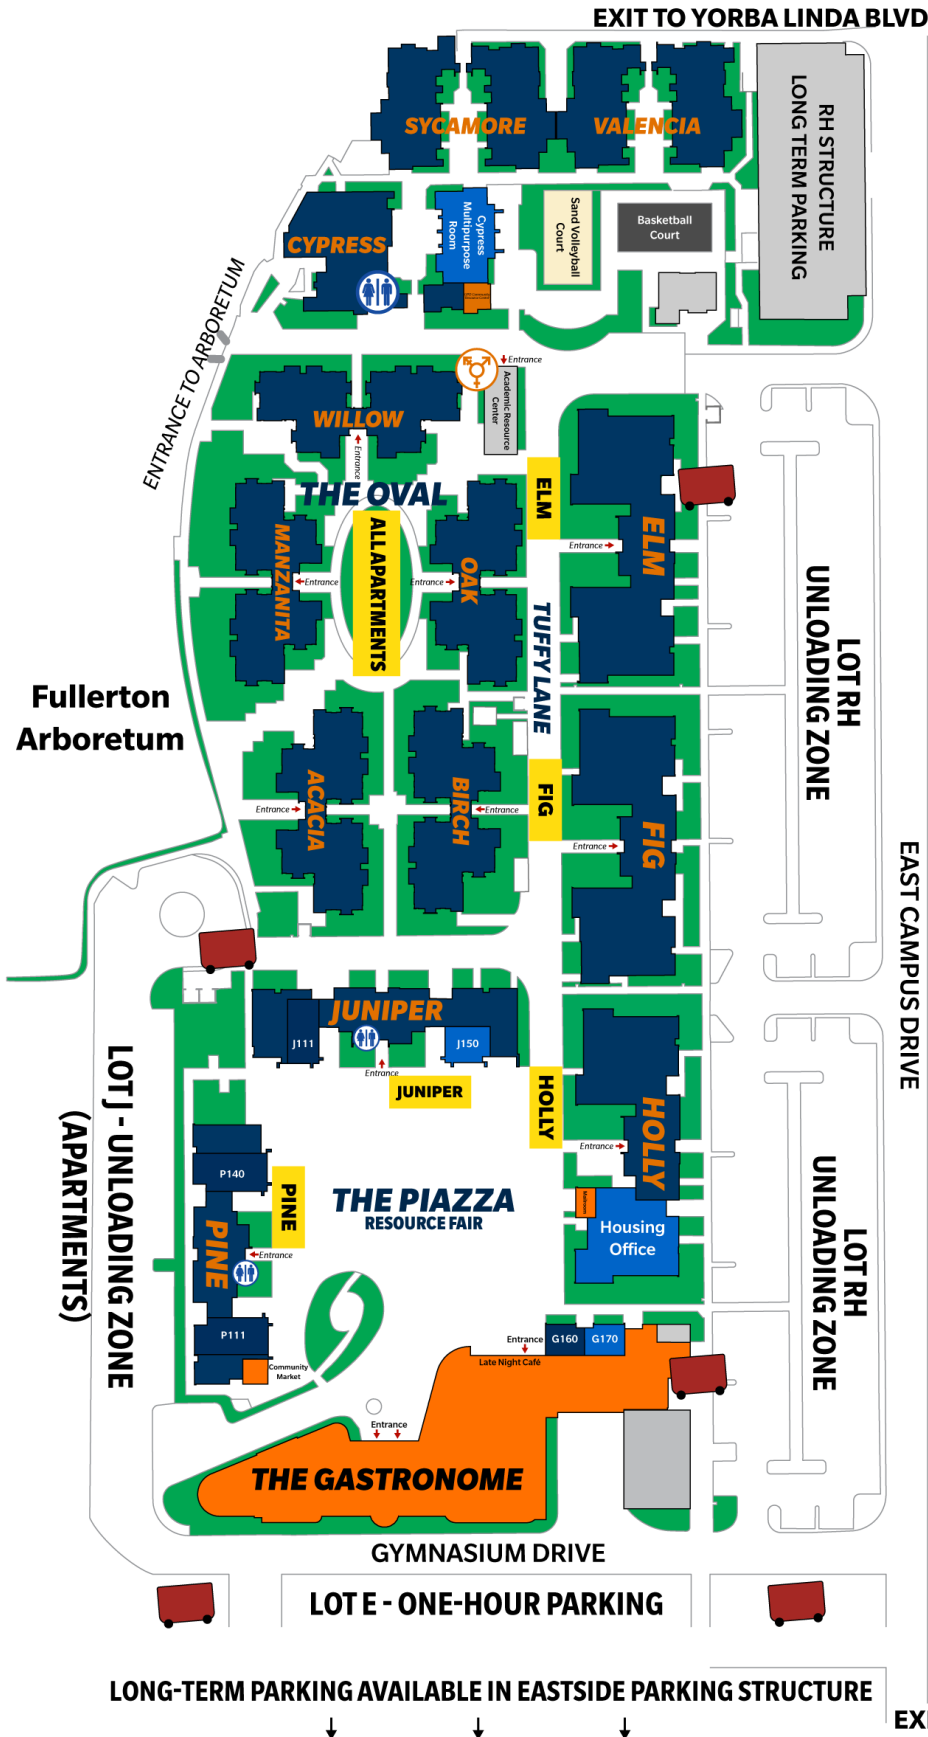 EXIT TO YORBA LINDA BLVD
SYCAMORE
VALENCIA
RH STRUCTURE
LONG TERM PARKING
CYPRESS
Cypress
Multipurpose
Room
Sand Volleyball
Court
Basketball
Court
ENTRANCE TO ARBORETUM
Entrance
Academic Resource
Center
WILLOW
Entrance
THE OVAL
ALL APARTMENTS
MANZANITA
Entrance
OAK
Entrance
ELM
ELM
Entrance
TUFFY LANE
LOT RH
UNLOADING ZONE
Fullerton
Arboretum
ACACIA
Entrance
BIRCH
Entrance
FIG
FIG
Entrance
EAST CAMPUS DRIVE
JUNIPER
J111
J150
Entrance
JUNIPER
HOLLY
HOLLY
Entrance
LOT J - UNLOADING ZONE
(APARTMENTS)
P140
PINE
PINE
Entrance
P111
Community
Market
THE PIAZZA
RESOURCE FAIR
Housing
Office
LOT RH
UNLOADING ZONE
Entrance
G160
G170
Late Night Café
Entrance
THE GASTRONOME
GYMNASIUM DRIVE
LOT E - ONE-HOUR PARKING
LONG-TERM PARKING AVAILABLE IN EASTSIDE PARKING STRUCTURE